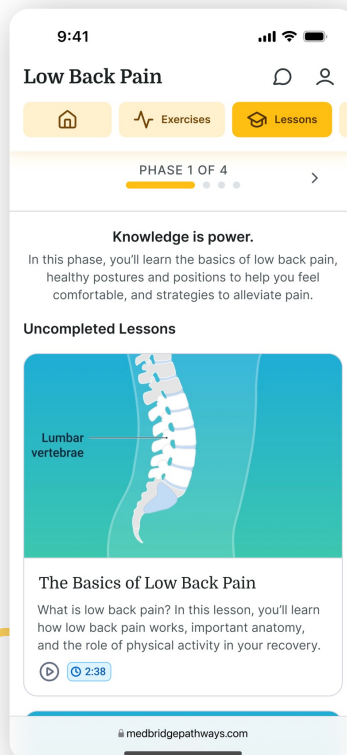 9:41
Low Back Pain
Exercises
Lessons
PHASE 1 OF 4
Knowledge is power.
In this phase, you'll learn the basics of low back pain,
healthy postures and positions to help you feel
comfortable, and strategies to alleviate pain.
Uncompleted Lessons
Lumbar
vertebrae
The Basics of Low Back Pain
What is low back pain? In this lesson, you'll learn
how low back pain works, important anatomy,
and the role of physical activity in your recovery.
2:38
medbridgepathways.com